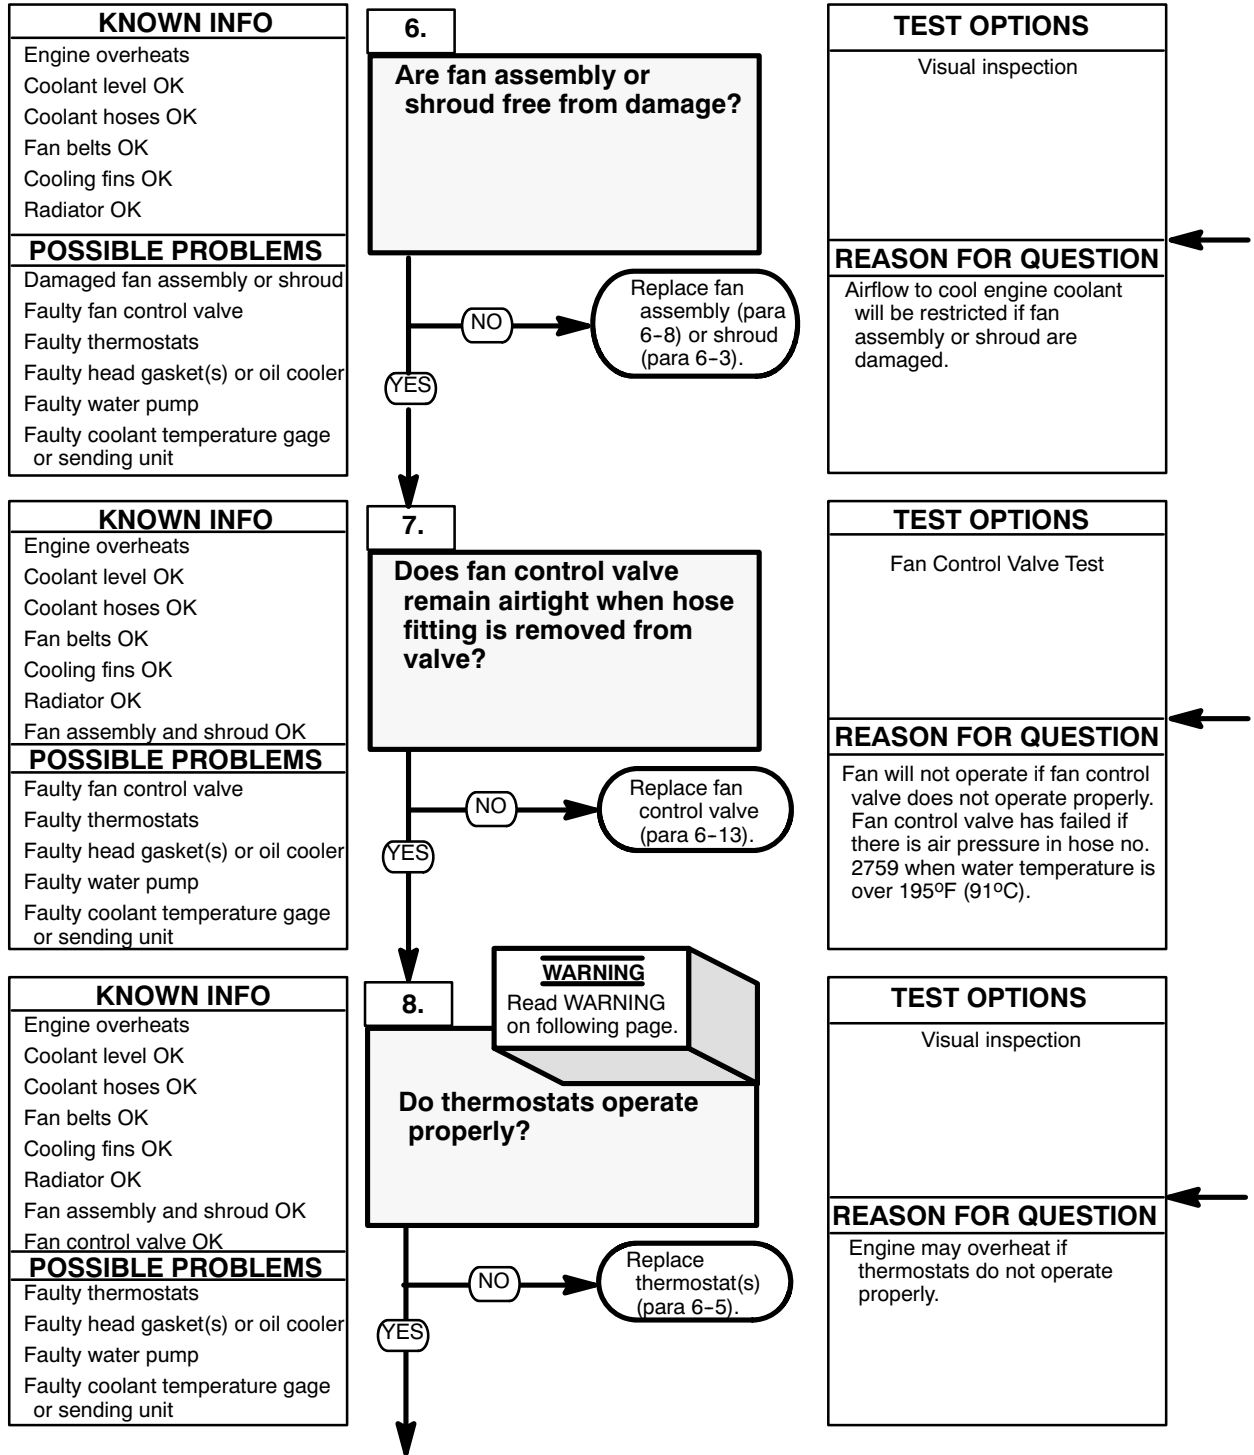 KNOWN INFO
Engine overheats
Coolant level OK
Coolant hoses OK
Fan belts OK
Cooling fins OK
Radiator OK
POSSIBLE PROBLEMS
Damaged fan assembly or shroud
Faulty fan control valve
Faulty thermostats
Faulty head gasket(s) or oil cooler
Faulty water pump
Faulty coolant temperature gage
or sending unit
6.
Are fan assembly or
shroud free from damage?
NO
Replace fan
assembly (para
6-8) or shroud
(para 6-3).
YES
TEST OPTIONS
Visual inspection
REASON FOR QUESTION
Airflow to cool engine coolant
will be restricted if fan
assembly or shroud are
damaged.
KNOWN INFO
Engine overheats
Coolant level OK
Coolant hoses OK
Fan belts OK
Cooling fins OK
Radiator OK
Fan assembly and shroud OK
POSSIBLE PROBLEMS
Faulty fan control valve
Faulty thermostats
Faulty head gasket(s) or oil cooler
Faulty water pump
Faulty coolant temperature gage
or sending unit
7.
Does fan control valve
remain airtight when hose
fitting is removed from
valve?
NO
Replace fan
control valve
(para 6-13).
YES
TEST OPTIONS
Fan Control Valve Test
REASON FOR QUESTION
Fan will not operate if fan control
valve does not operate properly.
Fan control valve has failed if
there is air pressure in hose no.
2759 when water temperature is
over 195ºF (91ºC).
KNOWN INFO
Engine overheats
Coolant level OK
Coolant hoses OK
Fan belts OK
Cooling fins OK
Radiator OK
Fan assembly and shroud OK
Fan control valve OK
POSSIBLE PROBLEMS
Faulty thermostats
Faulty head gasket(s) or oil cooler
Faulty water pump
Faulty coolant temperature gage
or sending unit
8.
WARNING
Read WARNING
on following page.
Do thermostats operate
properly?
NO
Replace
thermostat(s)
(para 6-5).
YES
TEST OPTIONS
Visual inspection
REASON FOR QUESTION
Engine may overheat if
thermostats do not operate
properly.